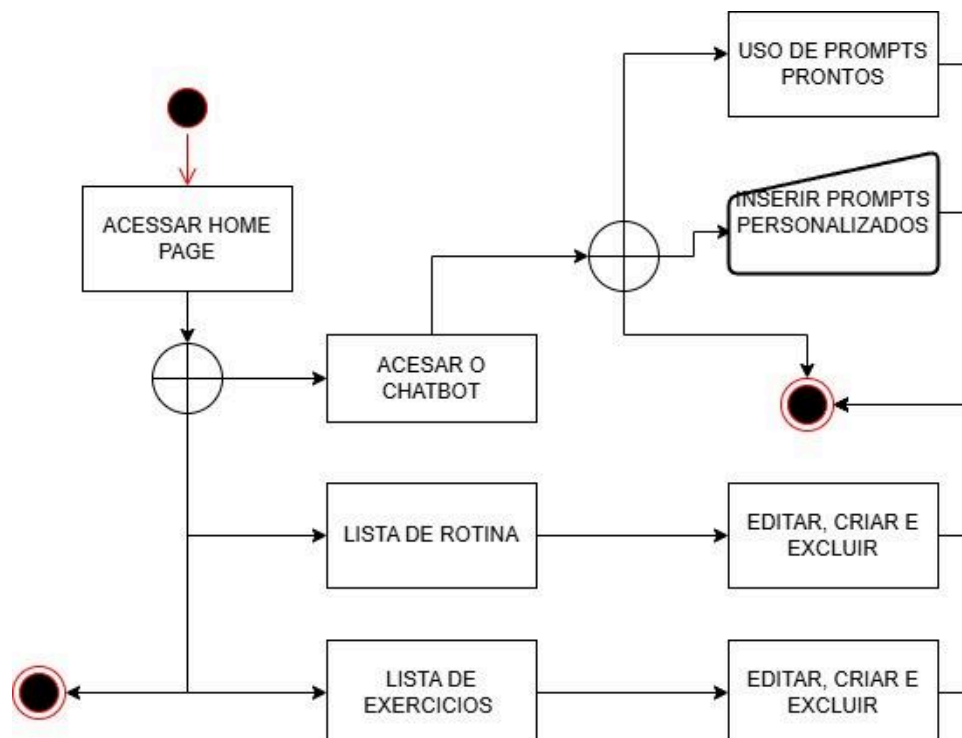 USO DE PROMPTS
PRONTOS
ACESSAR HOME
PAGE
INSERIR PROMPTS
PERSONALIZADOS
ACESAR O
CHATBOT
LISTA DE ROTINA
EDITAR, CRIAR E
EXCLUIR
LISTA DE
EXERCICIOS
EDITAR, CRIAR E
EXCLUIR